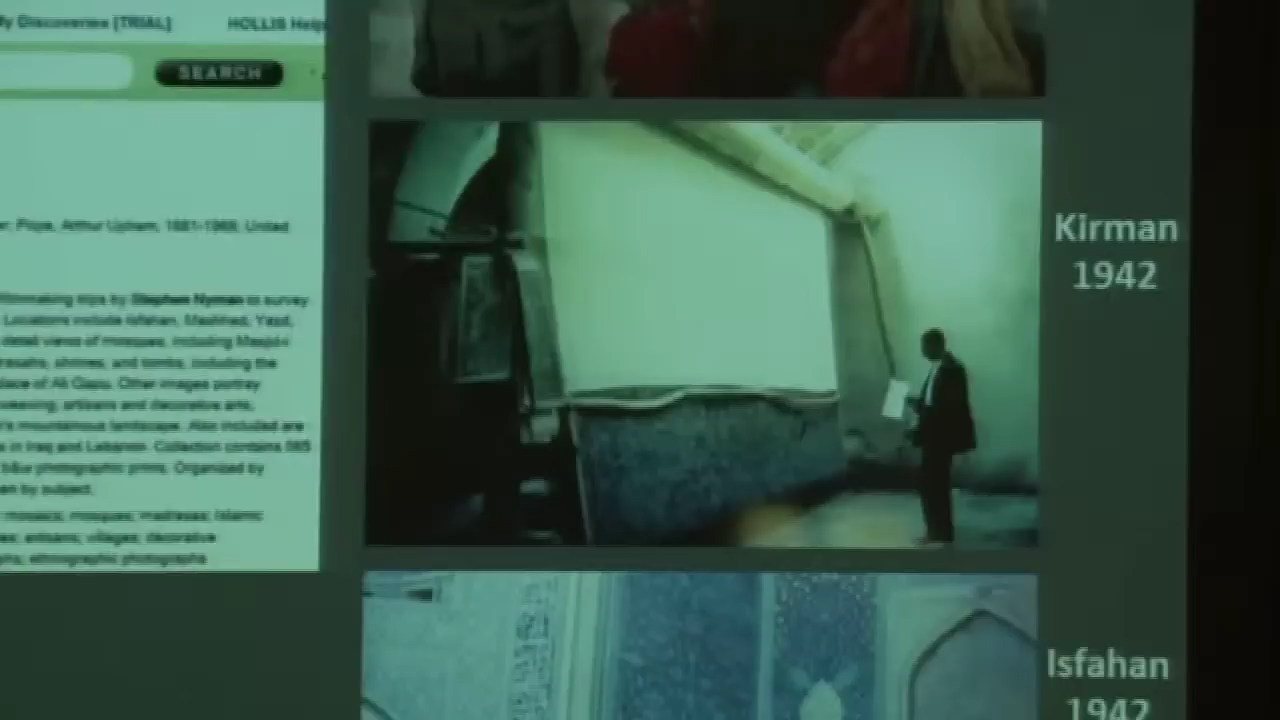 My Discoveries [TRIAL] HOLLIS Help
SEARCH
Pope, Arthur Upham, 1881-1969; United
filmmaking trips by Stephen Nyman to survey
Locations include Isfahan, Mashhad, Yazd,
detail views of mosques, including Masjid-i
shrines, and tombs, including the
of Ali Qapu. Other images portray
weaving, artisans and decorative arts,
mountainous landscape. Also included are
in Iraq and Lebanon. Collection contains
b&w photographic prints. Organized by
by subject.
mosaics; mosques; madrasas; Islamic
artisans; villages; decorative
ethnographic photographs
Kirman
1942
Isfahan
1942